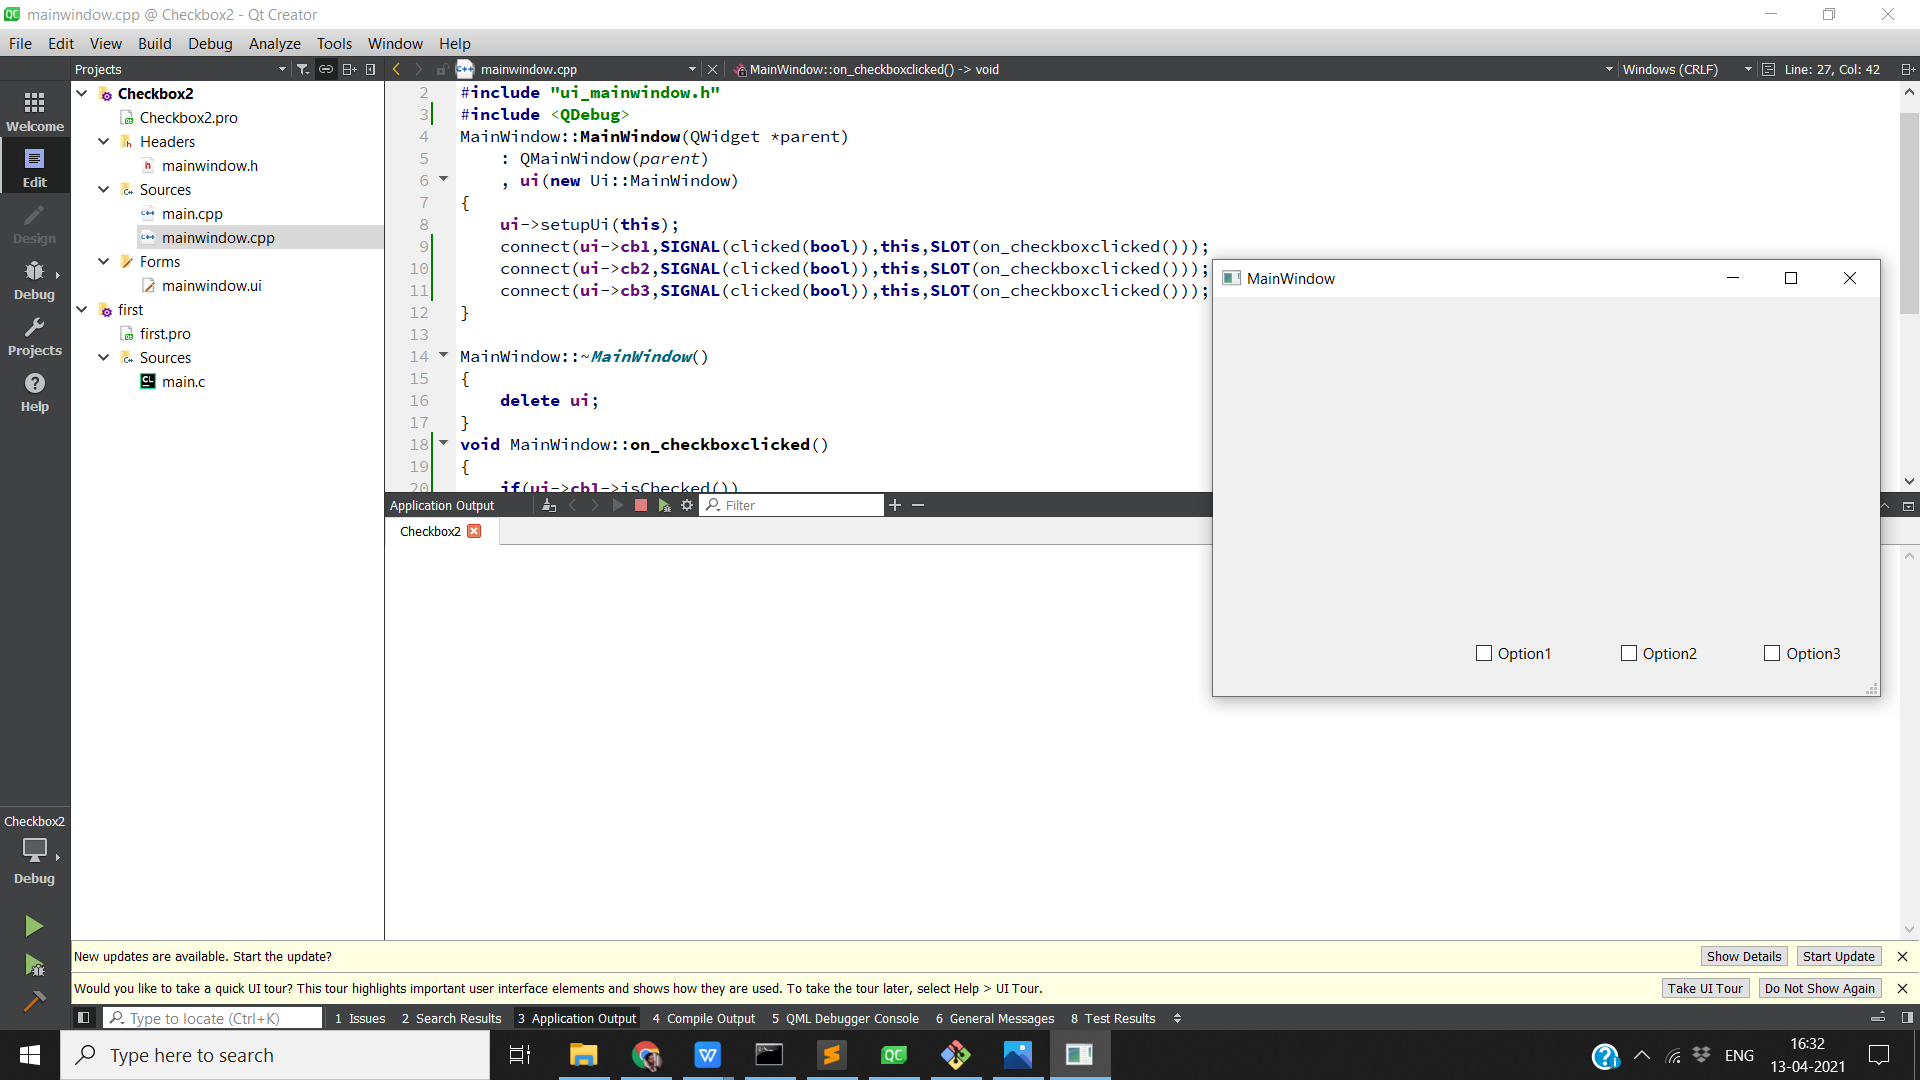 mainwindow.cpp @ Checkbox2 - Qt Creator
File Edit View Build Debug Analyze Tools Window Help
Projects
mainwindow.cpp
MainWindow::on_checkboxclicked() -> void
Windows (CRLF)
Line: 27, Col: 42
Welcome
Edit
Design
Debug
Projects
Help
Checkbox2
Checkbox2.pro
Headers
mainwindow.h
Sources
main.cpp
mainwindow.cpp
Forms
mainwindow.ui
first
first.pro
Sources
main.c
2 #include "ui_mainwindow.h"
3 #include <QDebug>
4 MainWindow::MainWindow(QWidget *parent)
5 : QMainWindow(parent)
6 , ui(new Ui::MainWindow)
7 {
8 ui->setupUi(this);
9 connect(ui->cb1,SIGNAL(clicked(bool)),this,SLOT(on_checkboxclicked()));
10 connect(ui->cb2,SIGNAL(clicked(bool)),this,SLOT(on_checkboxclicked()));
11 connect(ui->cb3,SIGNAL(clicked(bool)),this,SLOT(on_checkboxclicked()));
12 }
13
14 MainWindow::~MainWindow()
15 {
16 delete ui;
17 }
18 void MainWindow::on_checkboxclicked()
19 {
20 if(ui->cb1->isChecked())
Application Output
Filter
Checkbox2
MainWindow
Option1
Option2
Option3
Checkbox2
Debug
New updates are available. Start the update?
Show Details
Start Update
Would you like to take a quick UI tour? This tour highlights important user interface elements and shows how they are used. To take the tour later, select Help > UI Tour.
Take UI Tour
Do Not Show Again
Type to locate (Ctrl+K)
1 Issues
2 Search Results
3 Application Output
4 Compile Output
5 QML Debugger Console
6 General Messages
8 Test Results
Type here to search
ENG
16:32
13-04-2021